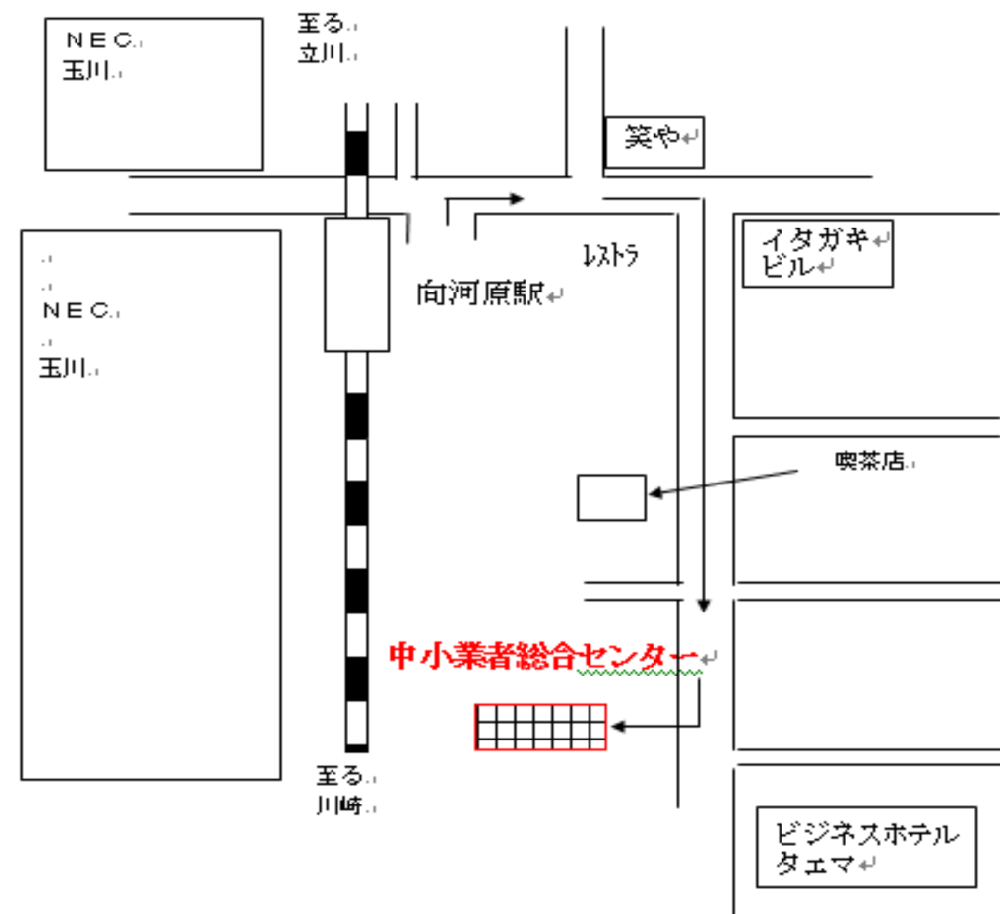 ＮＥＣ
玉川
至る
立川
笑や
イタガキ
ビル
ﾚｽﾄﾗ
向河原駅
ＮＥＣ
玉川
喫茶店
中小業者総合センター
至る
川崎
ビジネスホテル
タェマ